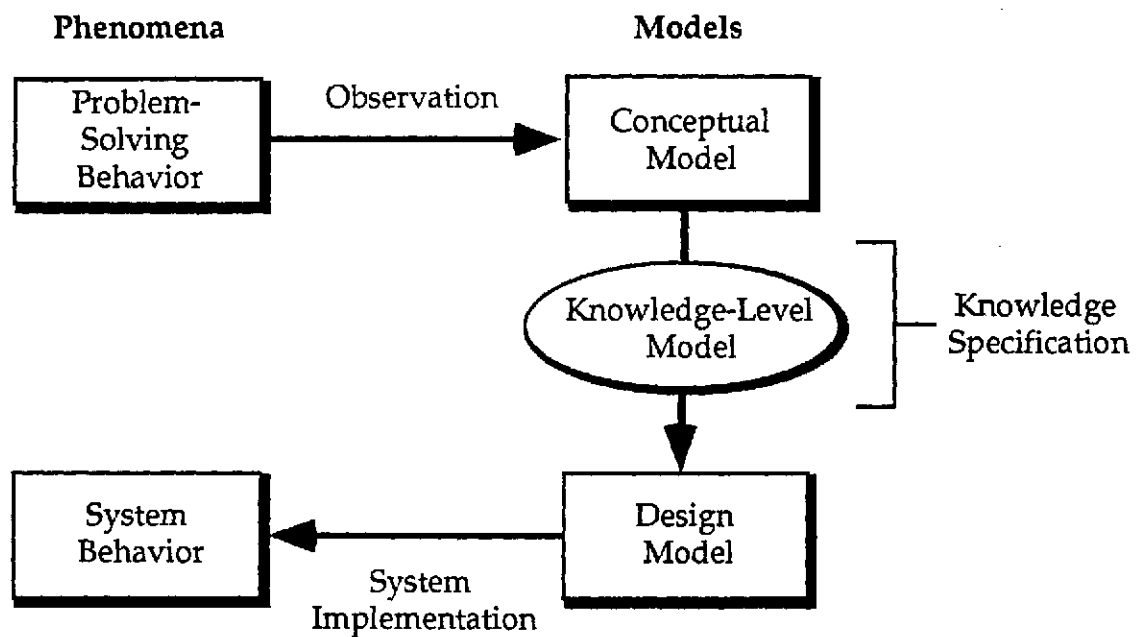 Phenomena
Models
Problem-
Solving
Behavior
Observation
Conceptual
Model
Knowledge-Level
Model
Knowledge
Specification
System
Behavior
System
Implementation
Design
Model